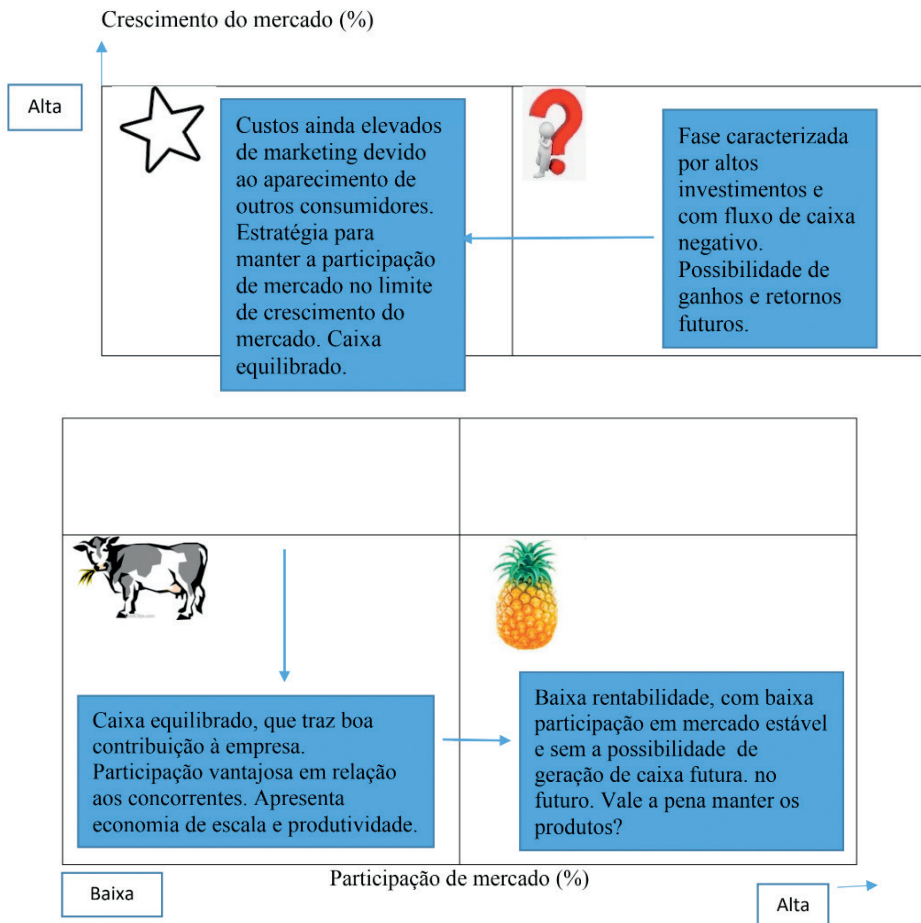 Crescimento do mercado (%)
Alta
Custos ainda elevados
de marketing devido
ao aparecimento de
outros consumidores.
Estratégia para
manter a participação
de mercado no limite
de crescimento do
mercado. Caixa
equilibrado.
Fase caracterizada
por altos
investimentos e
com fluxo de caixa
negativo.
Possibilidade de
ganhos e retornos
futuros.
Caixa equilibrado, que traz boa
contribuição à empresa.
Participação vantajosa em relação
aos concorrentes. Apresenta
economia de escala e produtividade.
Baixa rentabilidade, com baixa
participação em mercado estável
e sem a possibilidade de
geração de caixa futura. no
futuro. Vale a pena manter os
produtos?
Baixa
Participação de mercado (%)
Alta